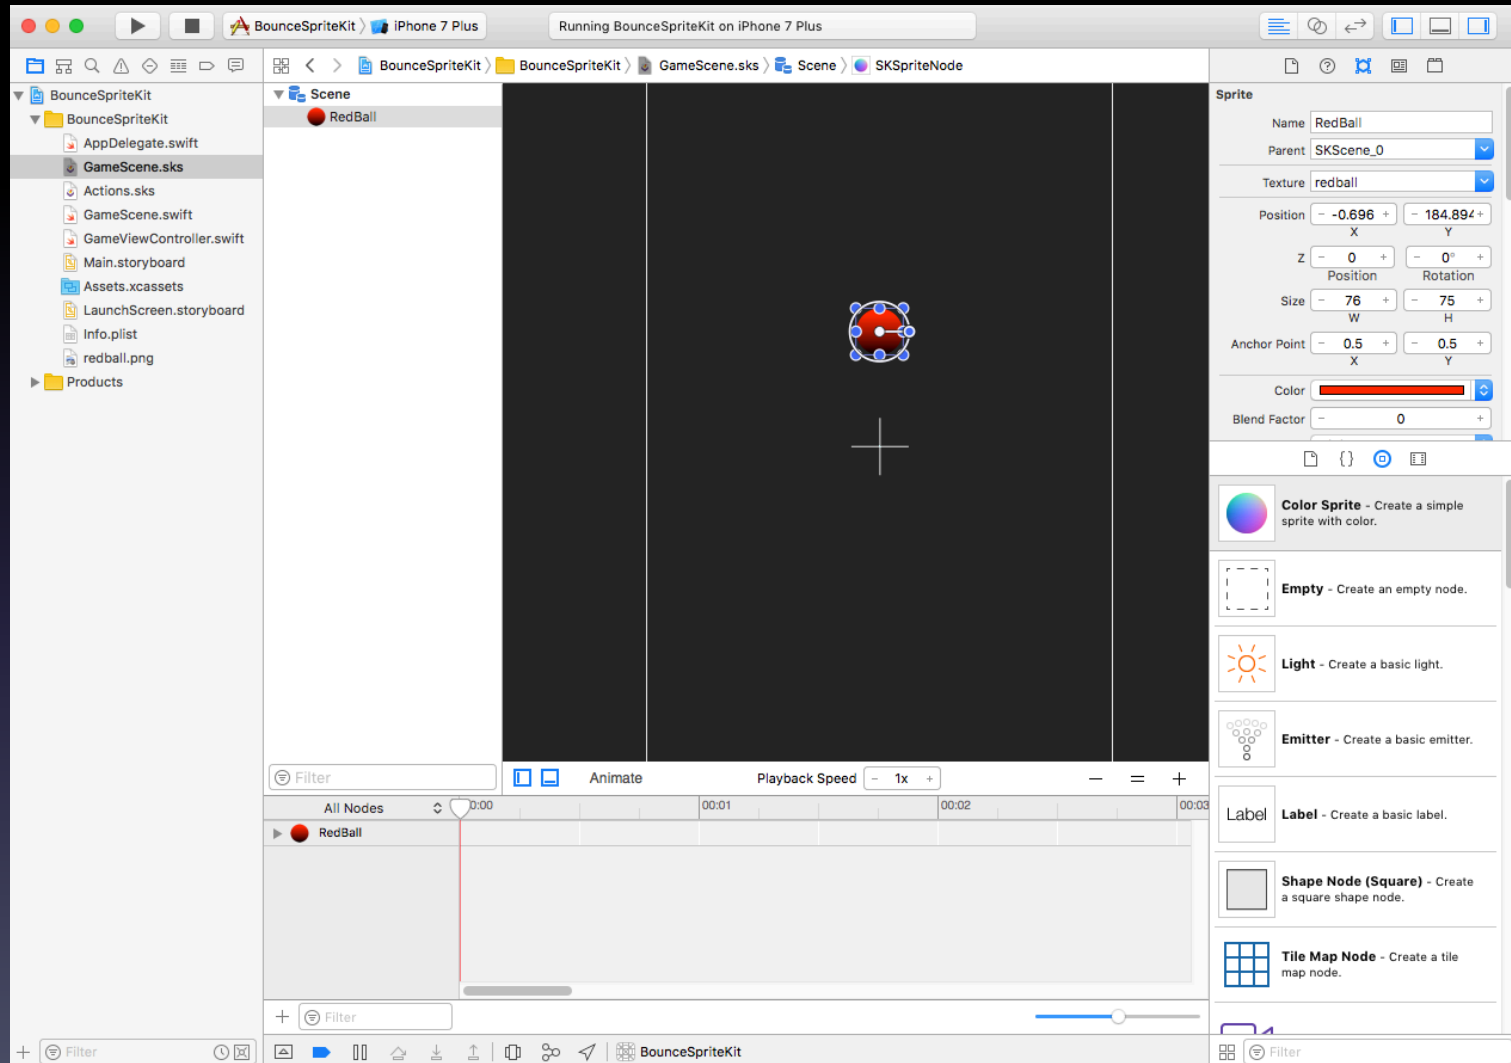 BounceSpriteKit iPhone 7 Plus
Running BounceSpriteKit on iPhone 7 Plus
BounceSpriteKit
BounceSpriteKit
AppDelegate.swift
GameScene.sks
Actions.sks
GameScene.swift
GameViewController.swift
Main.storyboard
Assets.xcassets
LaunchScreen.storyboard
Info.plist
redball.png
Products
Filter
BounceSpriteKit BounceSpriteKit GameScene.sks Scene SKSpriteNode
Scene
RedBall
Filter
Animate
Playback Speed - 1x +
All Nodes 0:00 00:01 00:02 00:03
RedBall
Filter
BounceSpriteKit
Sprite
Name RedBall
Parent SKScene_0
Texture redball
Position - -0.696 + - 184.894 +
X Y
Z - 0 + - 0° +
Position Rotation
Size - 76 + - 75 +
W H
Anchor Point - 0.5 + - 0.5 +
X Y
Color
Blend Factor - 0 +
{}
Color Sprite - Create a simple
sprite with color.
Empty - Create an empty node.
Light - Create a basic light.
Emitter - Create a basic emitter.
Label Label - Create a basic label.
Shape Node (Square) - Create
a square shape node.
Tile Map Node - Create a tile
map node.
Filter